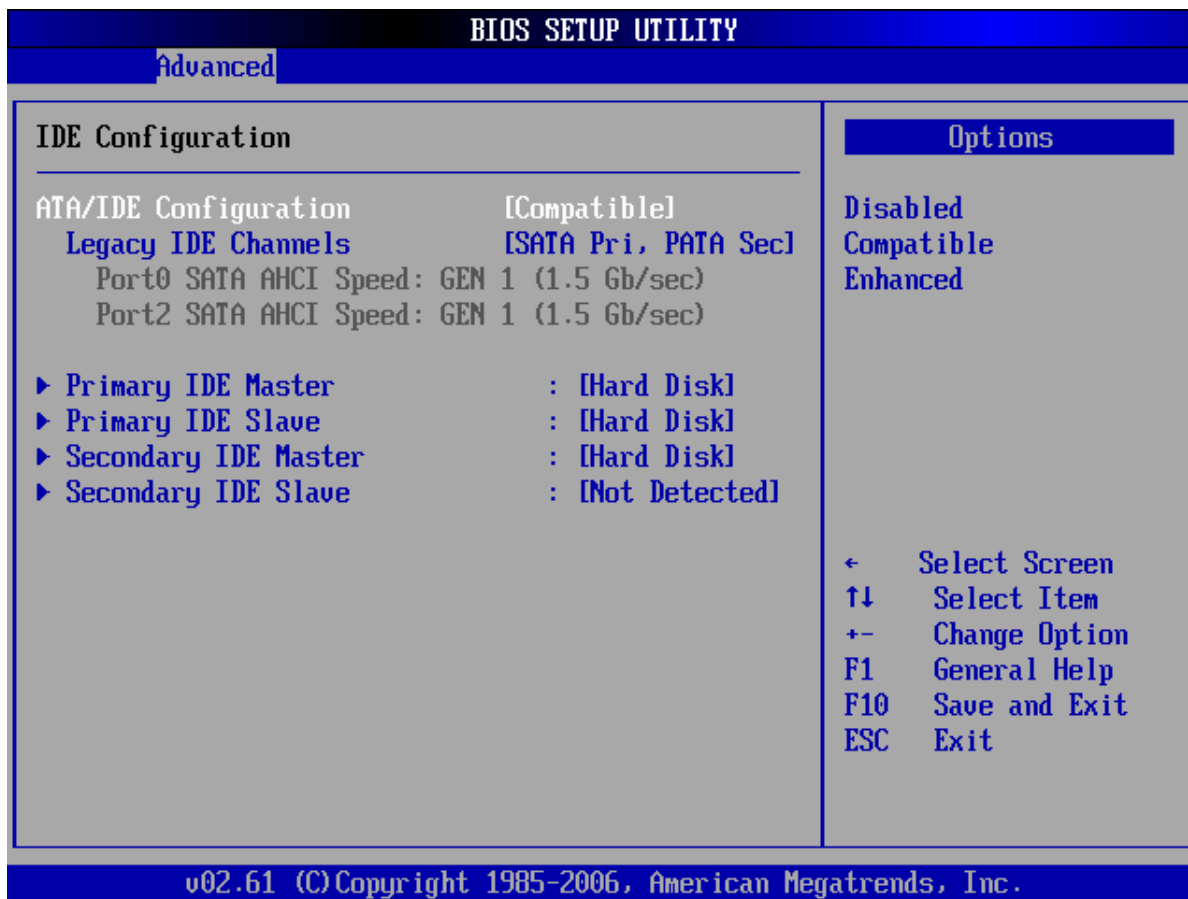 BIOS SETUP UTILITY
Advanced
IDE Configuration
ATA/IDE Configuration [Compatible]
Legacy IDE Channels [SATA Pri, PATA Sec]
Port0 SATA AHCI Speed: GEN 1 (1.5 Gb/sec)
Port2 SATA AHCI Speed: GEN 1 (1.5 Gb/sec)
▶ Primary IDE Master : [Hard Disk]
▶ Primary IDE Slave : [Hard Disk]
▶ Secondary IDE Master : [Hard Disk]
▶ Secondary IDE Slave : [Not Detected]
Options
Disabled
Compatible
Enhanced
← Select Screen
↑↓ Select Item
+- Change Option
F1 General Help
F10 Save and Exit
ESC Exit
v02.61 (C)Copyright 1985-2006, American Megatrends, Inc.